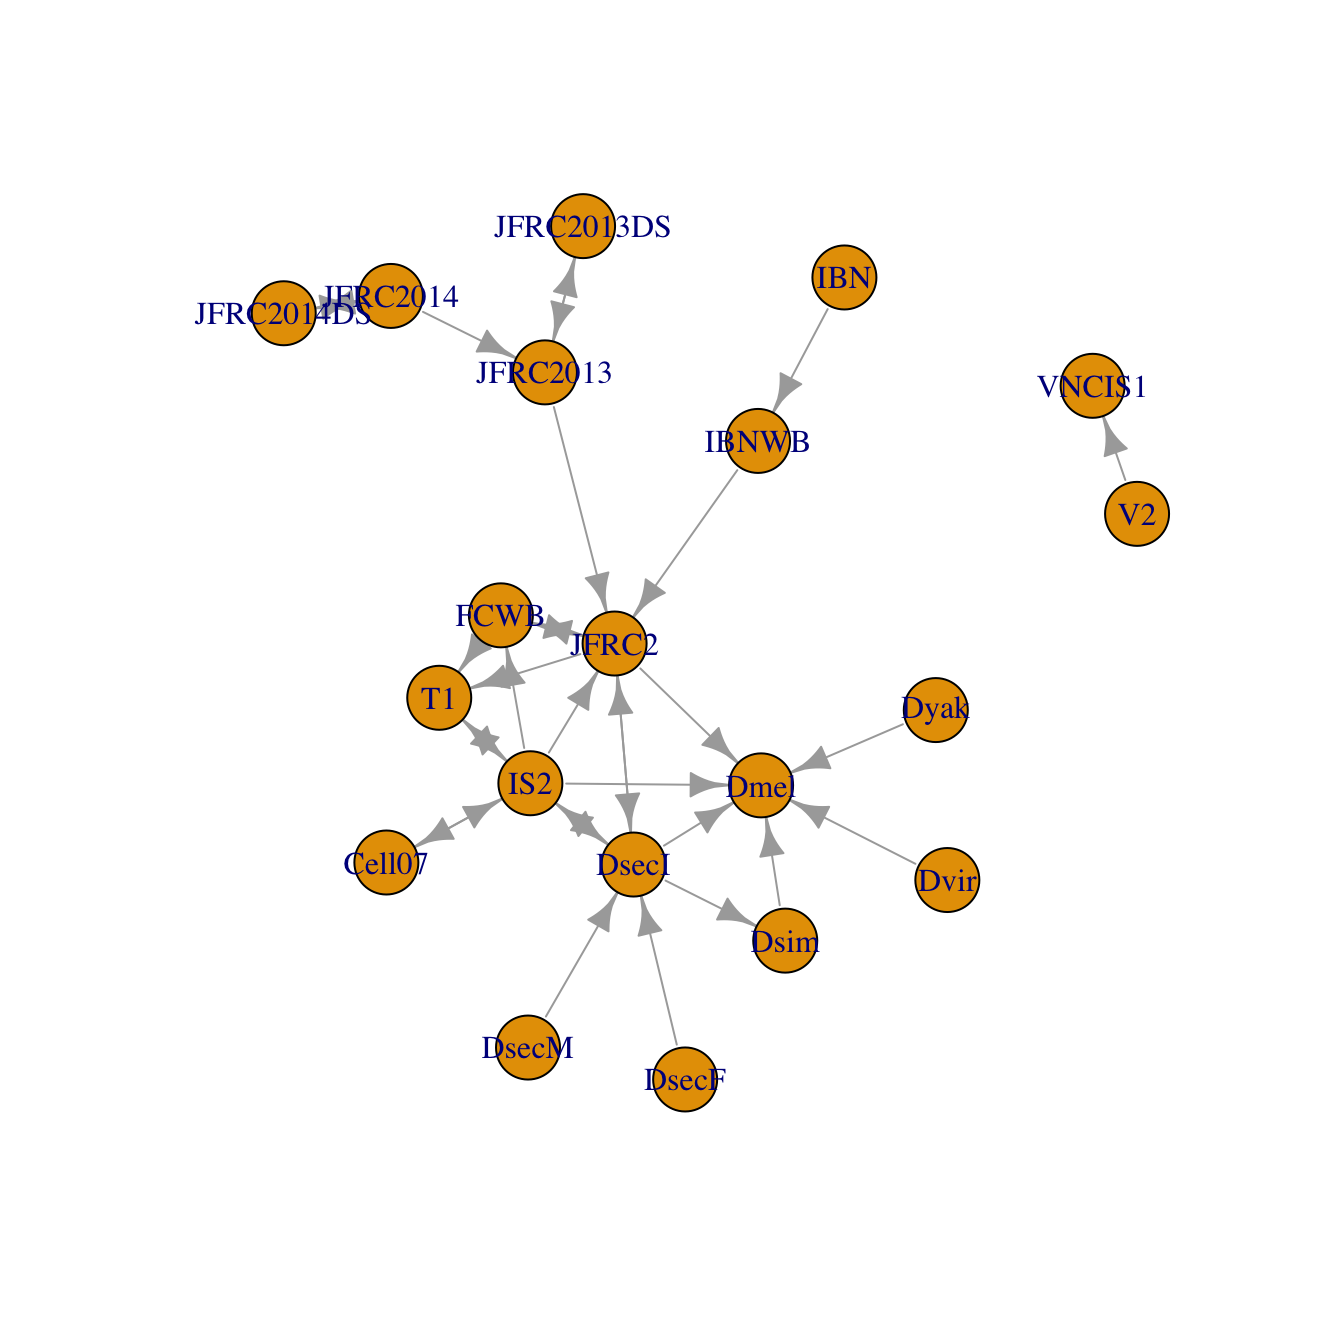 JFRC2013DS
IBN
JFRC2014
JFRC2014DS
JFRC2013
VNCIS1
IBNWB
V2
FCWB
JFRC2
T1
Dyak
IS2
Dmel
Cell07
DsecI
Dvir
Dsim
DsecM
DsecF